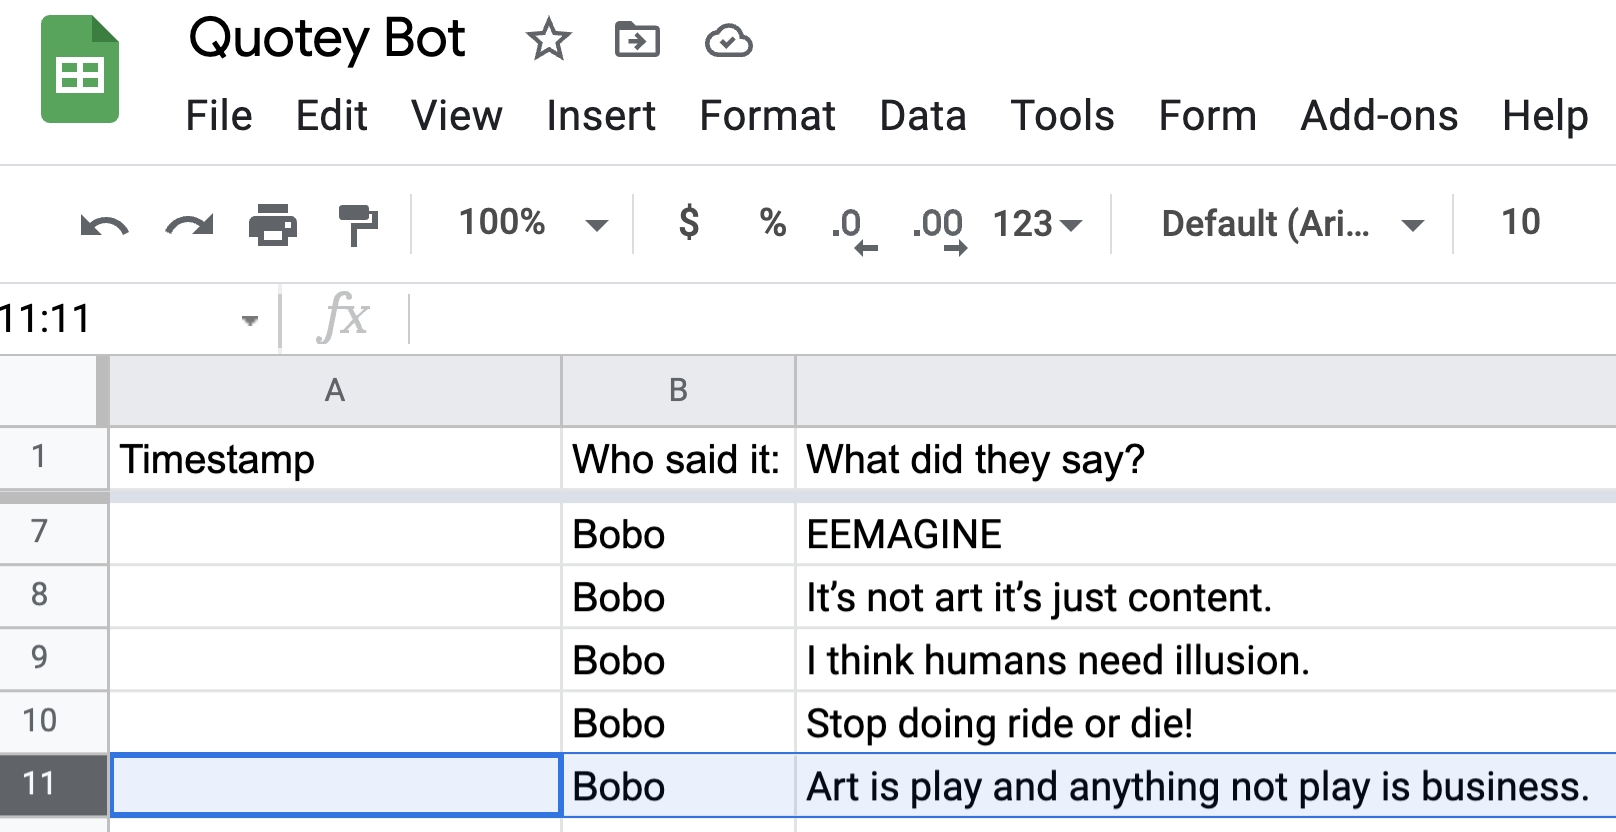 Quotey Bot
File Edit View Insert Format Data Tools Form Add-ons Help
100% $ % .0 .00 123 Default (Ari... 10
11:11 fx
A B
1 Timestamp Who said it: What did they say?
7 Bobo EEMAGINE
8 Bobo It’s not art it’s just content.
9 Bobo I think humans need illusion.
10 Bobo Stop doing ride or die!
11 Bobo Art is play and anything not play is business.